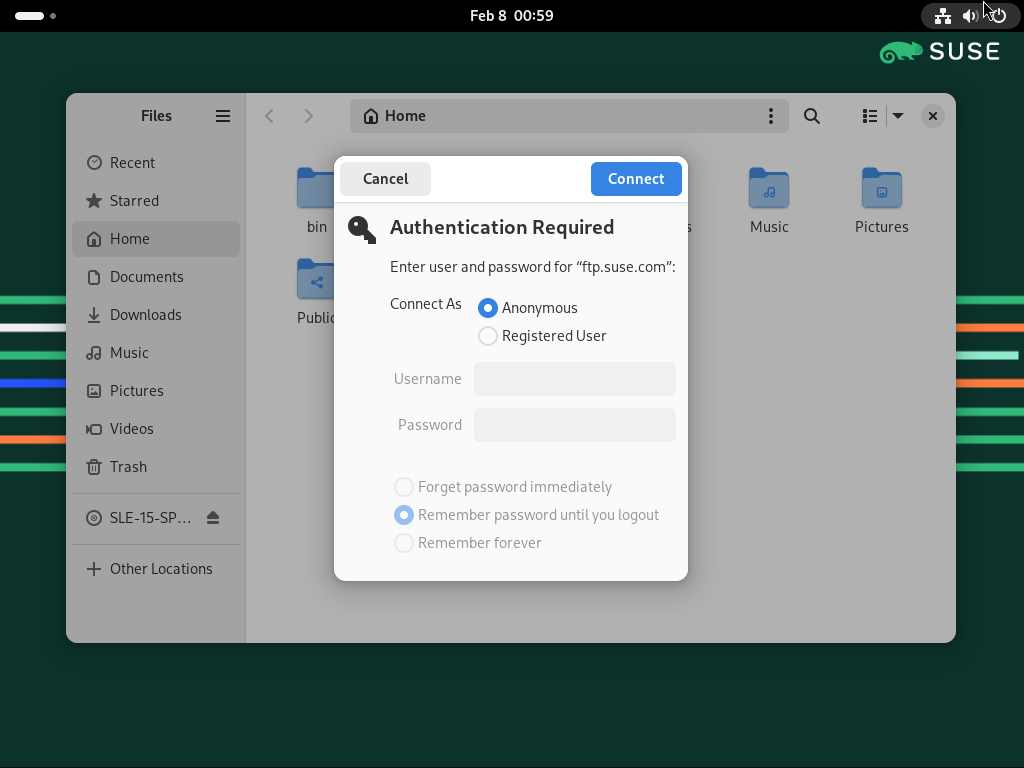 Feb 8 00:59
SUSE
Files
Home
Recent
Starred
Home
Documents
Downloads
Music
Pictures
Videos
Trash
SLE-15-SP...
Other Locations
bin
s
Music
Pictures
Public
Cancel
Connect
Authentication Required
Enter user and password for “ftp.suse.com”:
Connect As
Anonymous
Registered User
Username
Password
Forget password immediately
Remember password until you logout
Remember forever